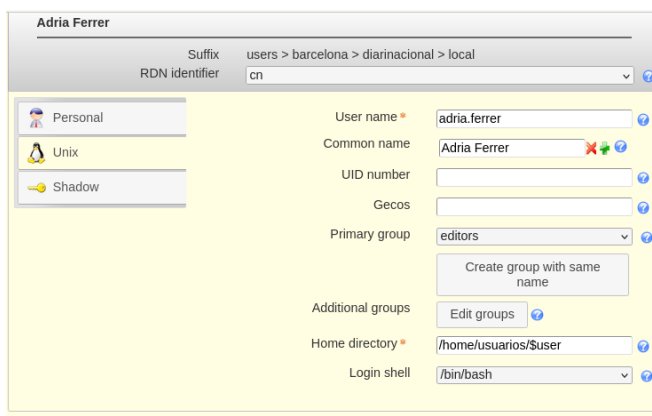 Adria Ferrer
Suffix users > barcelona > diarinacional > local
RDN identifier cn
Personal
Unix
Shadow
User name adria.ferrer
Common name Adria Ferrer
UID number
Gecos
Primary group editors
Create group with same
name
Additional groups Edit groups
Home directory /home/usuarios/$user
Login shell /bin/bash